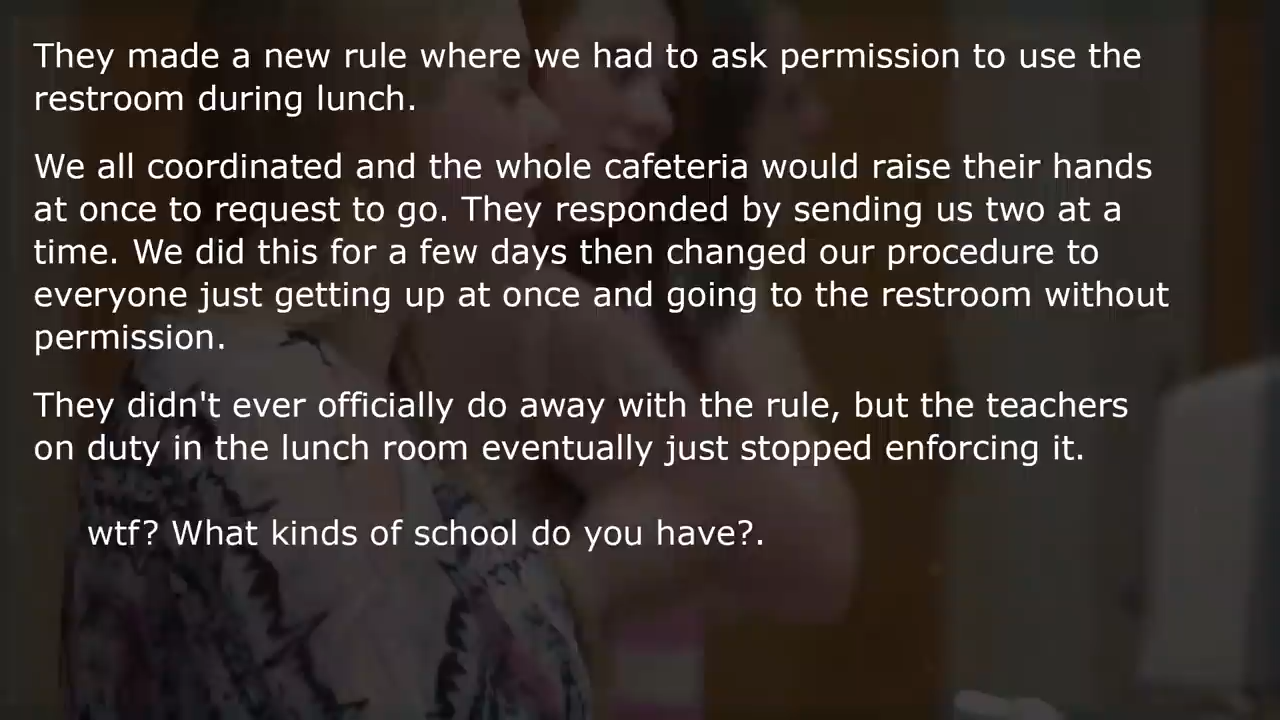 They made a new rule where we had to ask permission to use the
restroom during lunch.
We all coordinated and the whole cafeteria would raise their hands
at once to request to go. They responded by sending us two at a
time. We did this for a few days then changed our procedure to
everyone just getting up at once and going to the restroom without
permission.
They didn't ever officially do away with the rule, but the teachers
on duty in the lunch room eventually just stopped enforcing it.
wtf? What kinds of school do you have?.